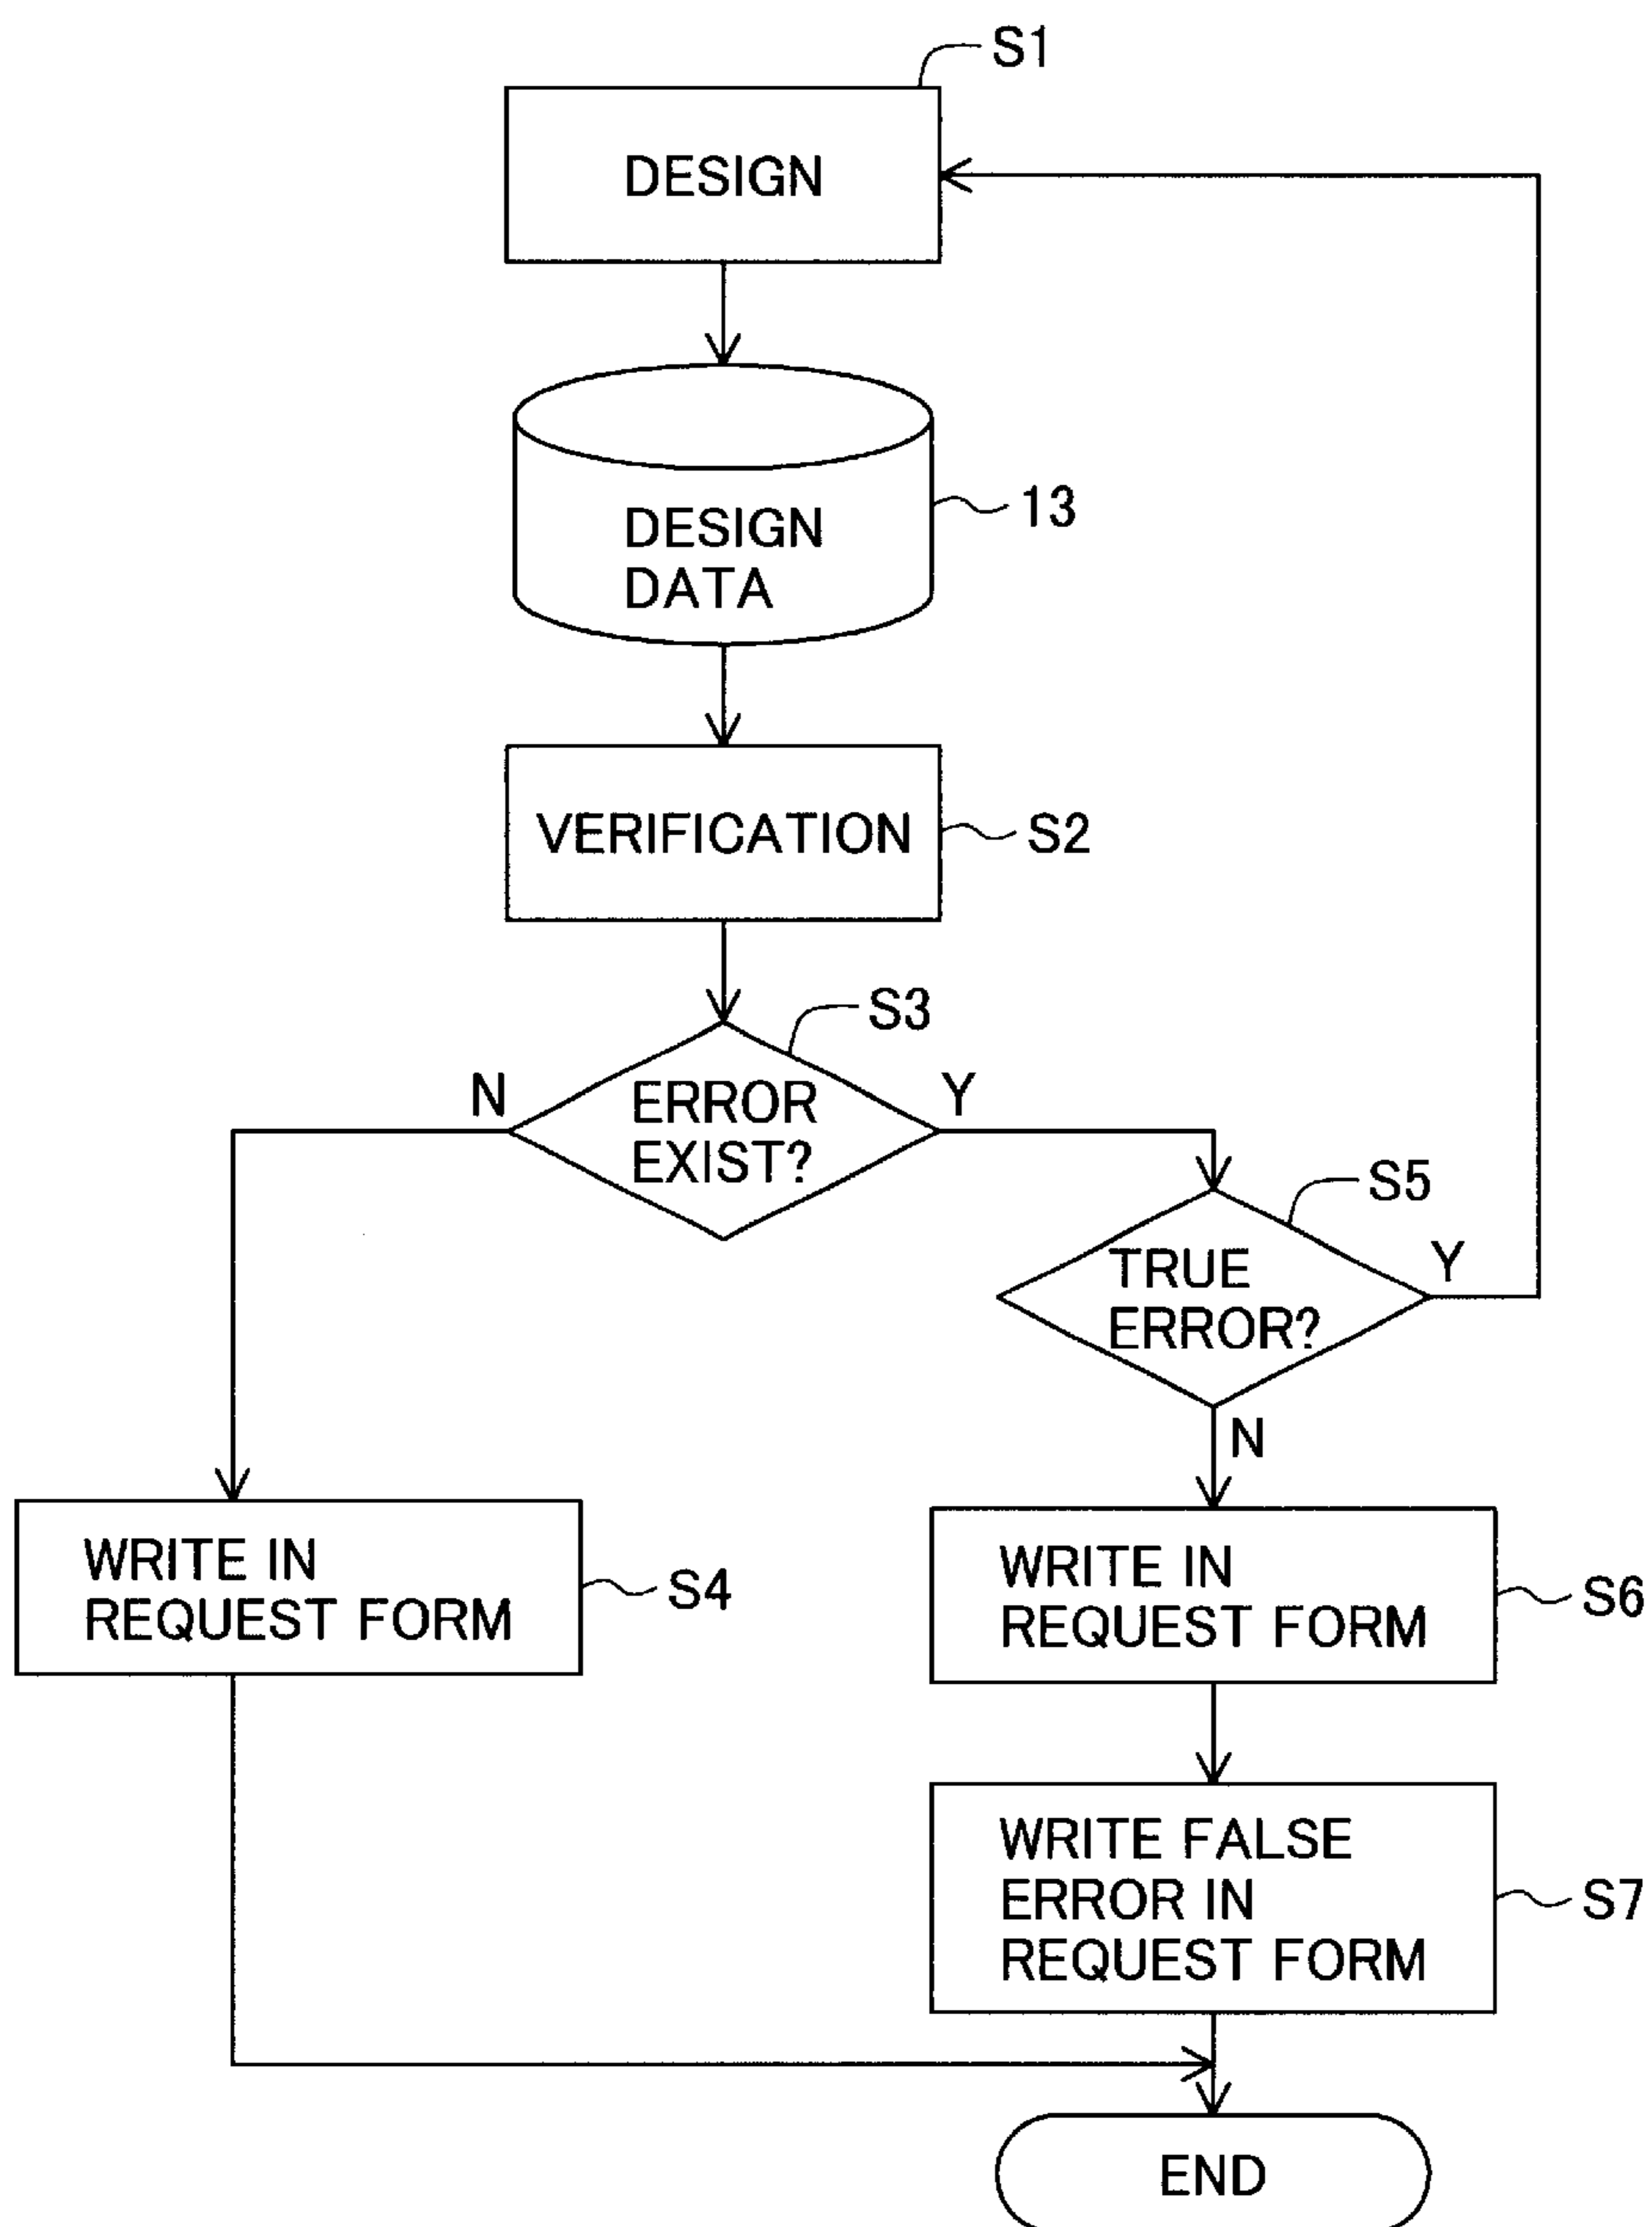 S1
DESIGN
DESIGN
DATA
13
VERIFICATION
S2
S3
N
ERROR
EXIST?
Y
S5
TRUE
ERROR?
Y
N
WRITE IN
REQUEST FORM
S4
WRITE IN
REQUEST FORM
S6
WRITE FALSE
ERROR IN
REQUEST FORM
S7
END